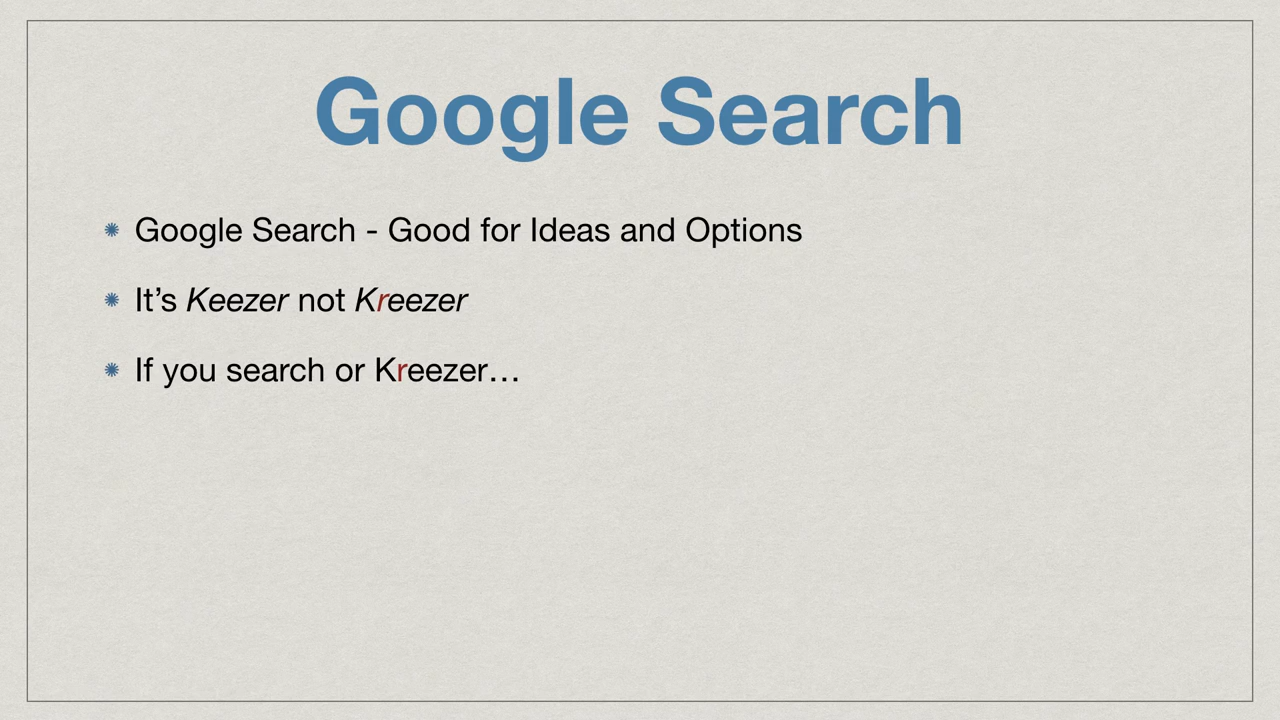 Google Search
Google Search - Good for Ideas and Options
It’s Keezer not Kreezer
If you search or Kreezer…